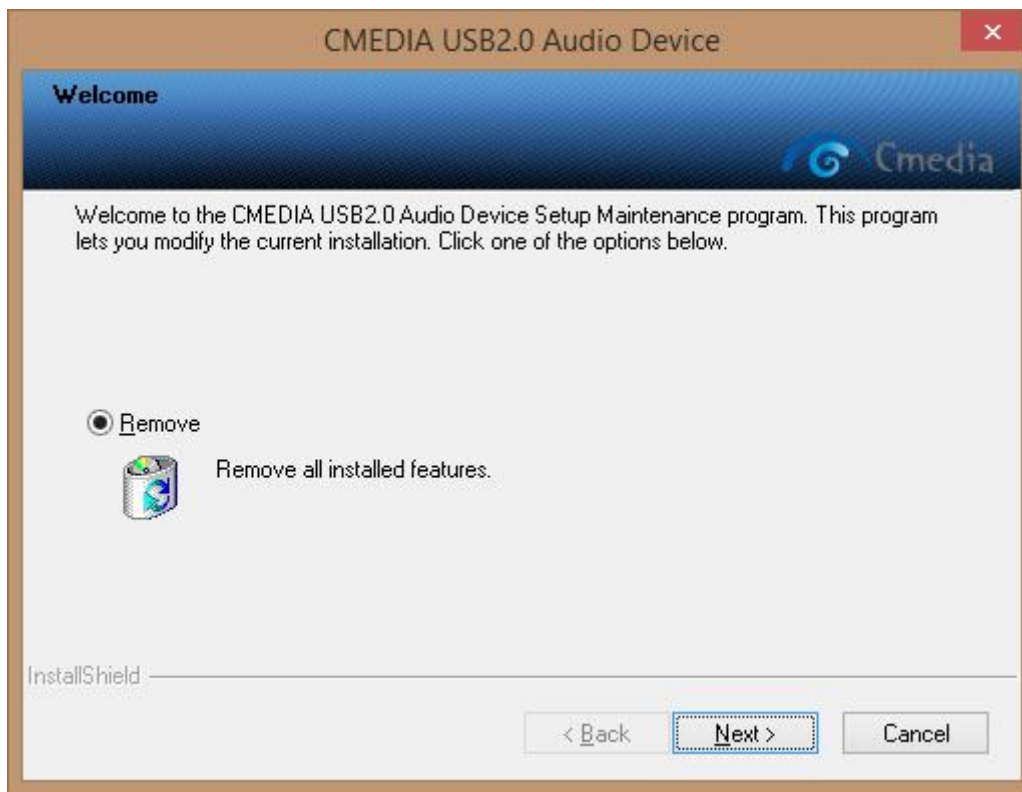 CMEDIA USB2.0 Audio Device
Welcome
Cmedia
Welcome to the CMEDIA USB2.0 Audio Device Setup Maintenance program. This program
lets you modify the current installation. Click one of the options below.
Remove
Remove all installed features.
InstallShield
< Back
Next >
Cancel